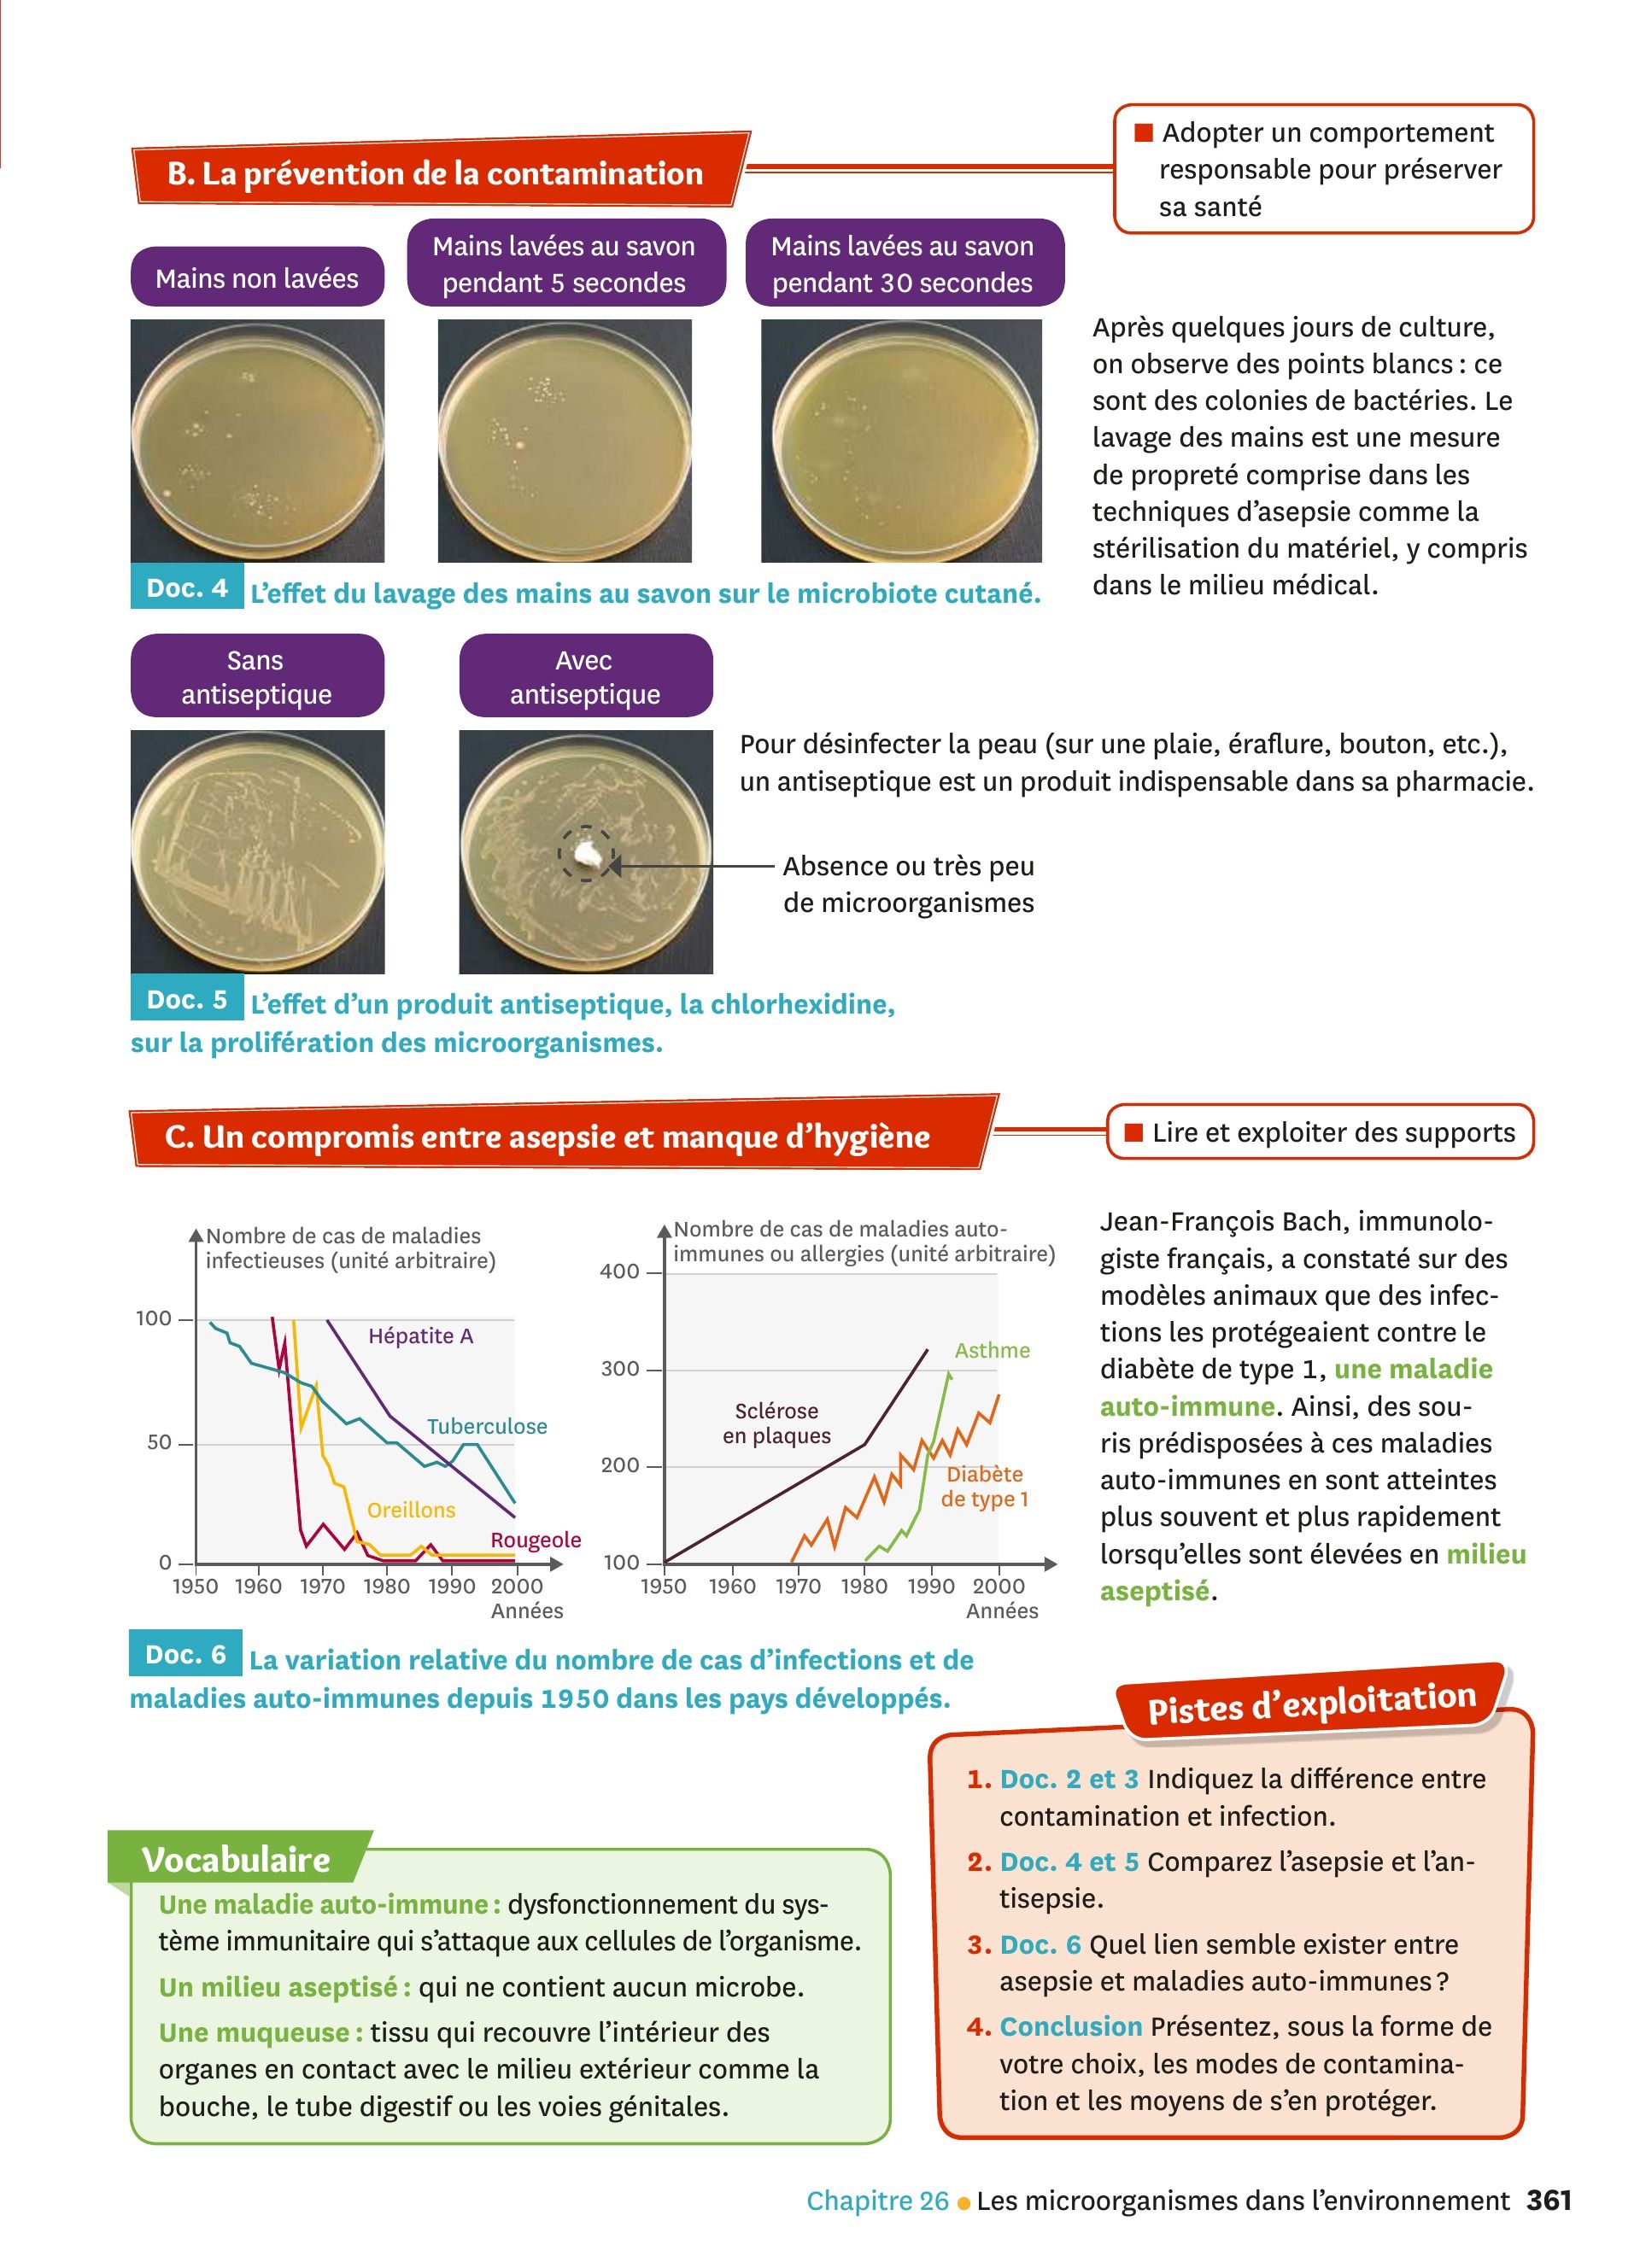 B. La prévention de la contamination
■ Adopter un comportement
responsable pour préserver
sa santé
Mains non lavées
Mains lavées au savon
pendant 5 secondes
Mains lavées au savon
pendant 30 secondes
Après quelques jours de culture,
on observe des points blancs : ce
sont des colonies de bactéries. Le
lavage des mains est une mesure
de propreté comprise dans les
techniques d’asepsie comme la
stérilisation du matériel, y compris
dans le milieu médical.
Doc. 4 L’effet du lavage des mains au savon sur le microbiote cutané.
Sans
antiseptique
Avec
antiseptique
Pour désinfecter la peau (sur une plaie, éraflure, bouton, etc.),
un antiseptique est un produit indispensable dans sa pharmacie.
Absence ou très peu
de microorganismes
Doc. 5 L’effet d’un produit antiseptique, la chlorhexidine,
sur la prolifération des microorganismes.
C. Un compromis entre asepsie et manque d’hygiène
■ Lire et exploiter des supports
Nombre de cas de maladies
infectieuses (unité arbitraire)
100
50
0
Hépatite A
Tuberculose
Oreillons
Rougeole
1950 1960 1970 1980 1990 2000
Années
Nombre de cas de maladies auto-
immunes ou allergies (unité arbitraire)
400
300
200
100
Asthme
Sclérose
en plaques
Diabète
de type 1
1950 1960 1970 1980 1990 2000
Années
Jean-François Bach, immunolo-
giste français, a constaté sur des
modèles animaux que des infec-
tions les protégeaient contre le
diabète de type 1, une maladie
auto-immune. Ainsi, des sou-
ris prédisposées à ces maladies
auto-immunes en sont atteintes
plus souvent et plus rapidement
lorsqu’elles sont élevées en milieu
aseptisé.
Doc. 6 La variation relative du nombre de cas d’infections et de
maladies auto-immunes depuis 1950 dans les pays développés.
Vocabulaire
Une maladie auto-immune : dysfonctionnement du sys-
tème immunitaire qui s’attaque aux cellules de l’organisme.
Un milieu aseptisé : qui ne contient aucun microbe.
Une muqueuse : tissu qui recouvre l’intérieur des
organes en contact avec le milieu extérieur comme la
bouche, le tube digestif ou les voies génitales.
Pistes d’exploitation
1. Doc. 2 et 3 Indiquez la différence entre
contamination et infection.
2. Doc. 4 et 5 Comparez l’asepsie et l’an-
tisepsie.
3. Doc. 6 Quel lien semble exister entre
asepsie et maladies auto-immunes ?
4. Conclusion Présentez, sous la forme de
votre choix, les modes de contamina-
tion et les moyens de s’en protéger.
Chapitre 26 ● Les microorganismes dans l’environnement 361